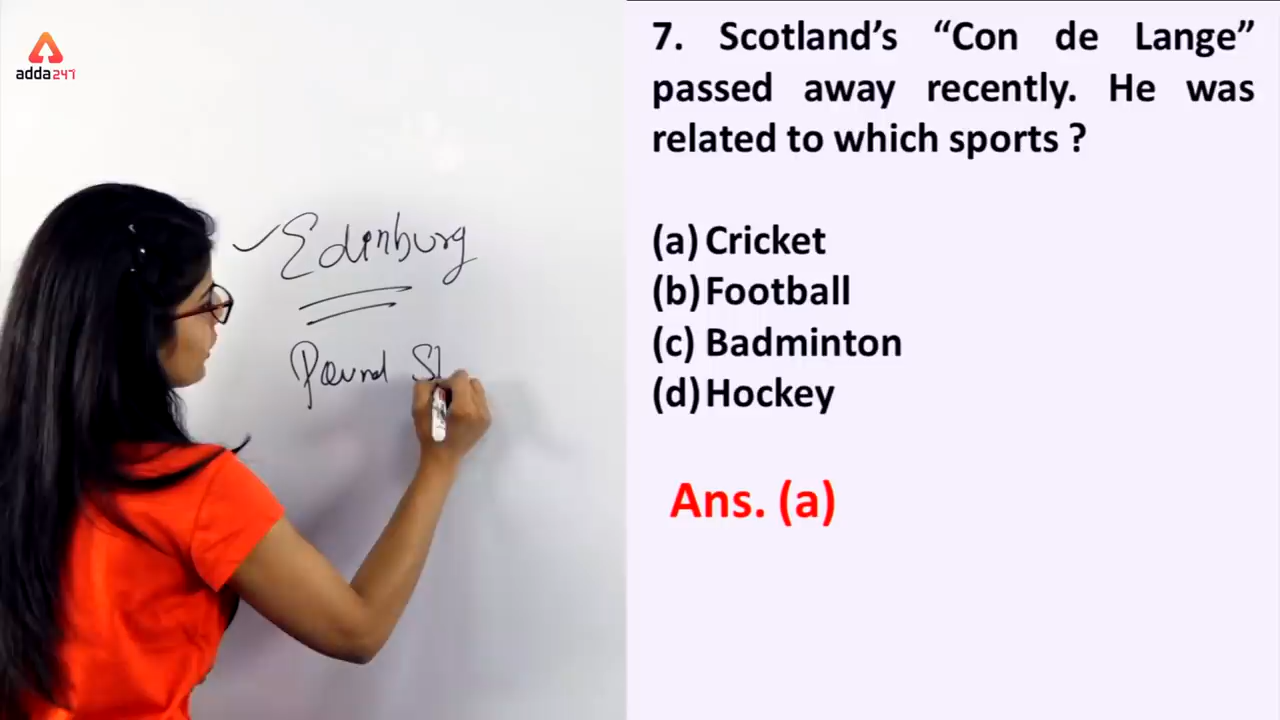 adda247
Edinburg
Pound St
7. Scotland's “Con de Lange”
passed away recently. He was
related to which sports ?
(a) Cricket
(b) Football
(c) Badminton
(d) Hockey
Ans. (a)